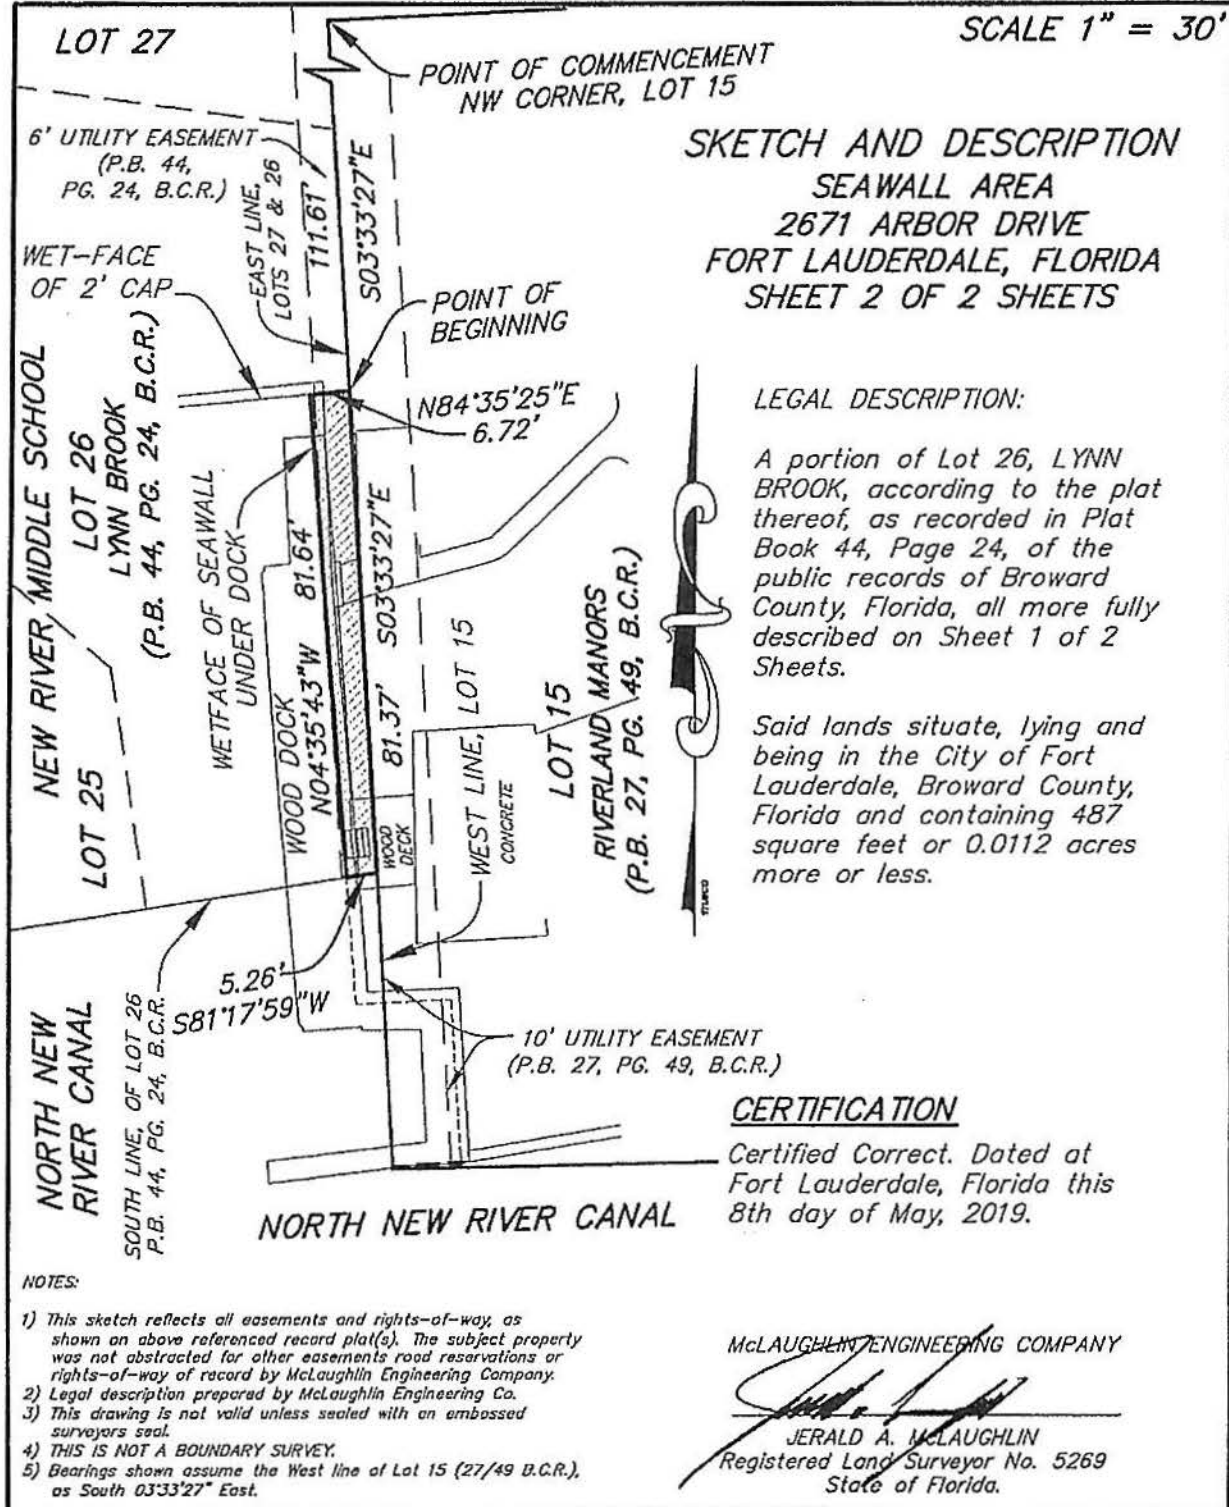 LOT 27
SCALE 1" = 30'
POINT OF COMMENCEMENT
NW CORNER, LOT 15
6' UTILITY EASEMENT
(P.B. 44,
PG. 24, B.C.R.)
EAST LINE,
LOTS 27 & 26
111.61'
S03°33'27"E
SKETCH AND DESCRIPTION
SEAWALL AREA
2671 ARBOR DRIVE
FORT LAUDERDALE, FLORIDA
SHEET 2 OF 2 SHEETS
WET-FACE
OF 2' CAP
POINT OF
BEGINNING
N84°35'25"E
6.72'
NEW RIVER MIDDLE SCHOOL
LOT 26
LYNN BROOK
(P.B. 44, PG. 24, B.C.R.)
WETFACE OF SEAWALL
UNDER DOCK
WOOD DOCK
N04°35'43"W 81.64'
81.37' S03°33'27"E
WOOD
DECK
WEST LINE, LOT 15
CONCRETE
LOT 15
RIVERLAND MANORS
(P.B. 27, PG. 49, B.C.R.)
LOT 25
LEGAL DESCRIPTION:
A portion of Lot 26, LYNN
BROOK, according to the plat
thereof, as recorded in Plat
Book 44, Page 24, of the
public records of Broward
County, Florida, all more fully
described on Sheet 1 of 2
Sheets.
Said lands situate, lying and
being in the City of Fort
Lauderdale, Broward County,
Florida and containing 487
square feet or 0.0112 acres
more or less.
5.26'
S81°17'59"W
NORTH NEW
RIVER CANAL
SOUTH LINE, OF LOT 26
P.B. 44, PG. 24, B.C.R.
10' UTILITY EASEMENT
(P.B. 27, PG. 49, B.C.R.)
NORTH NEW RIVER CANAL
CERTIFICATION
Certified Correct. Dated at
Fort Lauderdale, Florida this
8th day of May, 2019.
NOTES:
1) This sketch reflects all easements and rights-of-way, as
shown on above referenced record plat(s). The subject property
was not abstracted for other easements road reservations or
rights-of-way of record by McLaughlin Engineering Company.
2) Legal description prepared by McLaughlin Engineering Co.
3) This drawing is not valid unless sealed with an embossed
surveyors seal.
4) THIS IS NOT A BOUNDARY SURVEY.
5) Bearings shown assume the West line of Lot 15 (27/49 B.C.R.),
as South 03°33'27" East.
McLAUGHLIN ENGINEERING COMPANY
JERALD A. McLAUGHLIN
Registered Land Surveyor No. 5269
State of Florida.